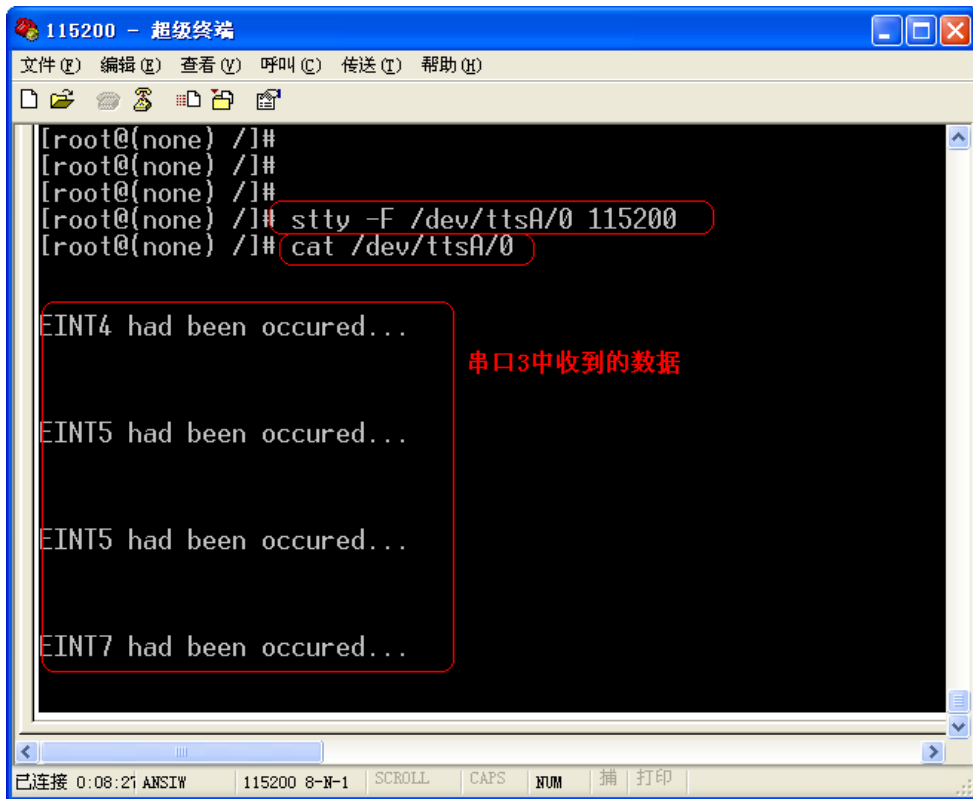 115200 - 超级终端
文件(F) 编辑(E) 查看(V) 呼叫(C) 传送(T) 帮助(H)
[root@(none) /]#
[root@(none) /]#
[root@(none) /]#
[root@(none) /]# stty -F /dev/ttsA/0 115200
[root@(none) /]# cat /dev/ttsA/0
EINT4 had been occured...
串口3中收到的数据
EINT5 had been occured...
EINT5 had been occured...
EINT7 had been occured...
已连接 0:08:27 ANSIW 115200 8-N-1 SCROLL CAPS NUM 捕 打印